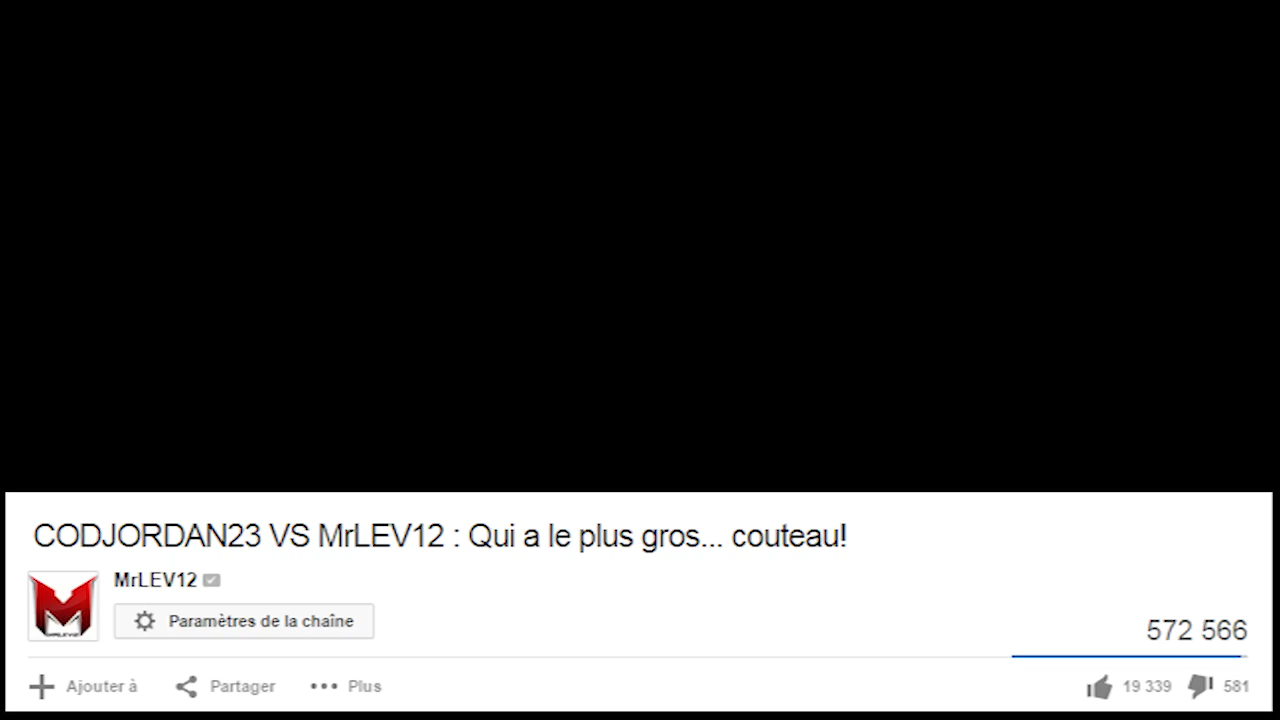 CODJORDAN23 VS MrLEV12 : Qui a le plus gros... couteau!
MrLEV12
MRLEV12
Paramètres de la chaîne
572 566
Ajouter à
Partager
Plus
19 339
581